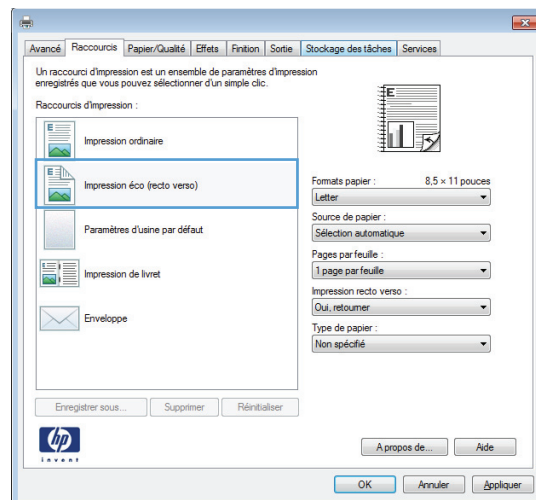 Avancé Raccourcis Papier/Qualité Effets Finition Sortie Stockage des tâches Services
Un raccourci d'impression est un ensemble de paramètres d'impression
enregistrés que vous pouvez sélectionner d'un simple clic.
Raccourcis d'impression :
Impression ordinaire
Impression éco (recto verso)
Paramètres d'usine par défaut
Impression de livret
Enveloppe
Enregistrer sous... Supprimer Réinitialiser
E
Formats papier : 8,5 × 11 pouces
Letter
Source de papier :
Sélection automatique
Pages par feuille :
1 page par feuille
Impression recto verso :
Oui, retourner
Type de papier :
Non spécifié
hp
invent
A propos de... Aide
OK Annuler Appliquer